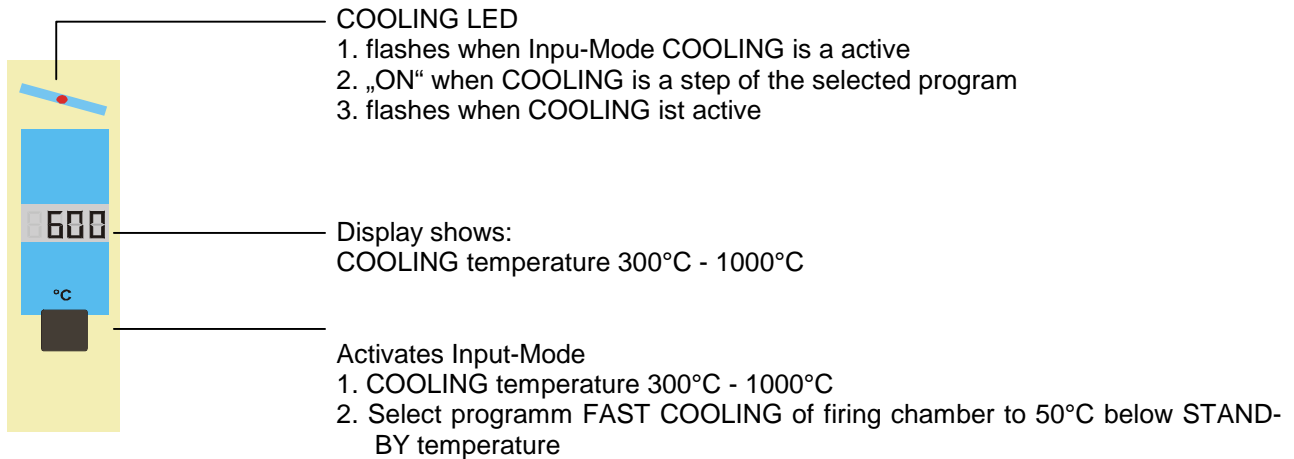 COOLING LED
1. flashes when Inpu-Mode COOLING is a active
2. „ON“ when COOLING is a step of the selected program
3. flashes when COOLING ist active
600
Display shows:
COOLING temperature 300°C - 1000°C
°C
Activates Input-Mode
1. COOLING temperature 300°C - 1000°C
2. Select programm FAST COOLING of firing chamber to 50°C below STAND-
BY temperature